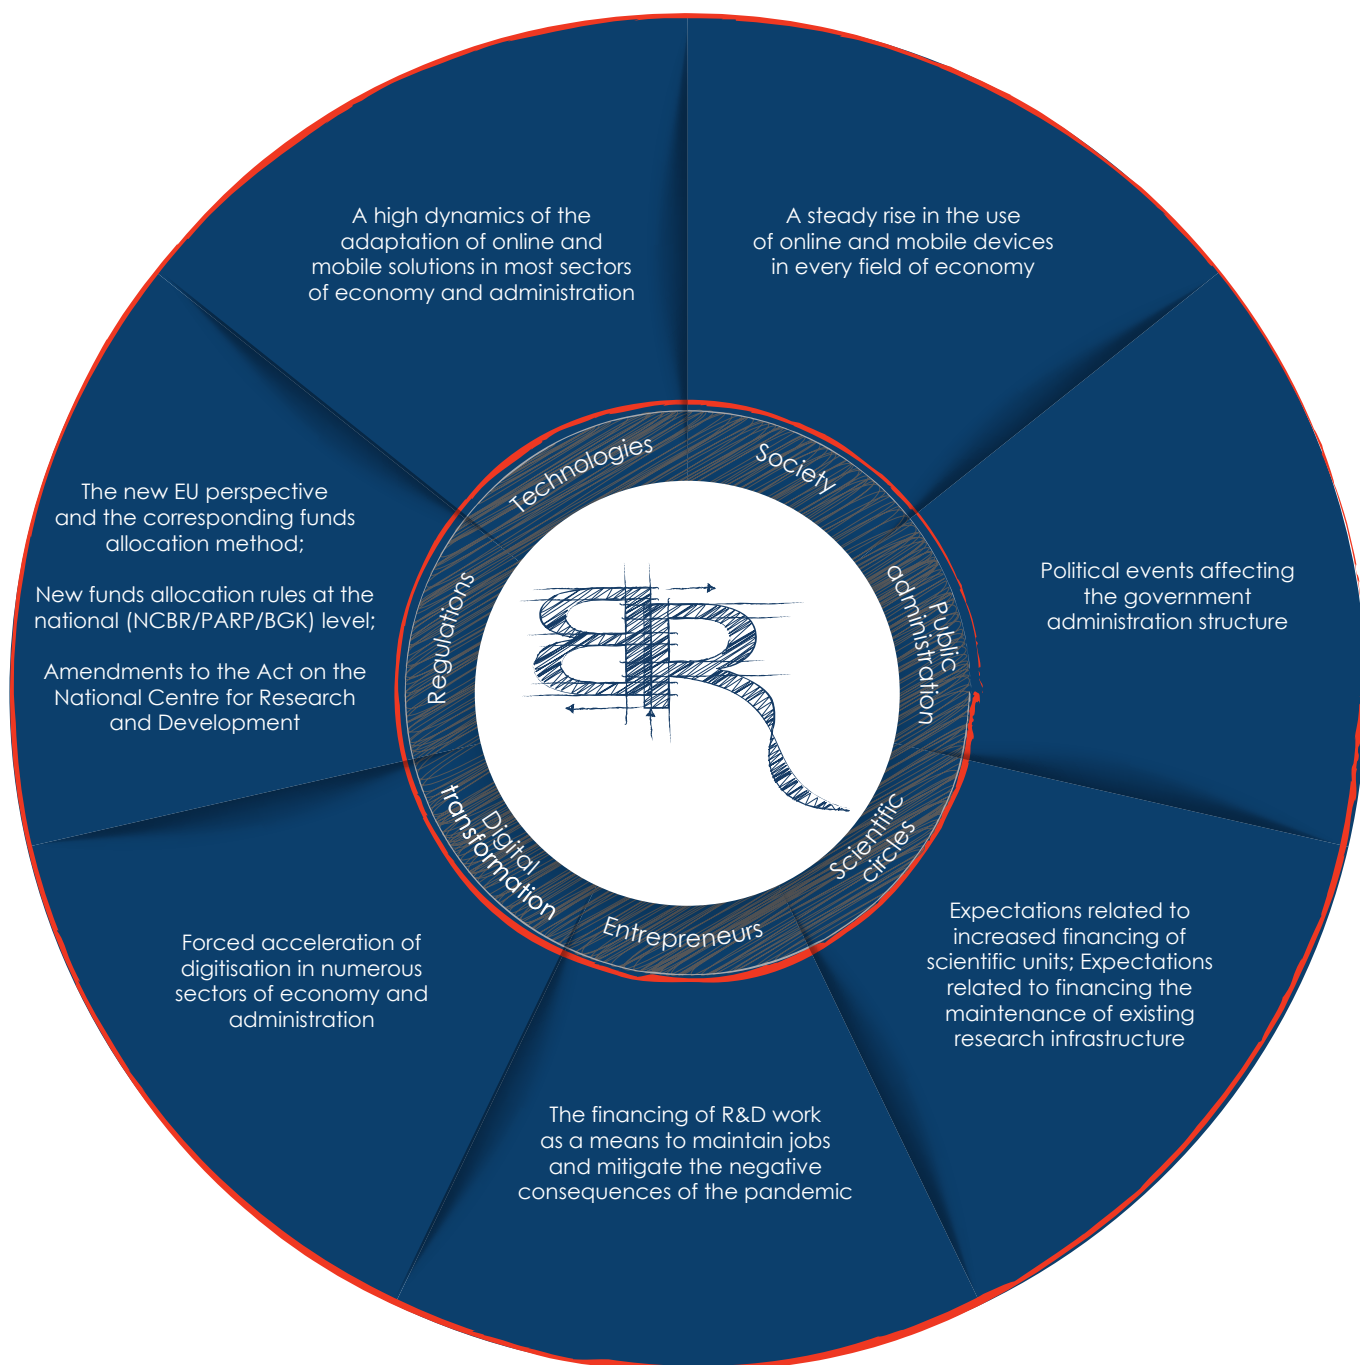 A high dynamics of the
adaptation of online and
mobile solutions in most sectors
of economy and administration
A steady rise in the use
of online and mobile devices
in every field of economy
Political events affecting
the government
administration structure
Expectations related to
increased financing of
scientific units; Expectations
related to financing the
maintenance of existing
research infrastructure
The financing of R&D work
as a means to maintain jobs
and mitigate the negative
consequences of the pandemic
Forced acceleration of
digitisation in numerous
sectors of economy and
administration
The new EU perspective
and the corresponding funds
allocation method;
New funds allocation rules at the
national (NCBR/PARP/BGK) level;
Amendments to the Act on the
National Centre for Research
and Development
Technologies
Society
Public
administration
Scientific
circles
Entrepreneurs
Digital
transformation
Regulations
BR